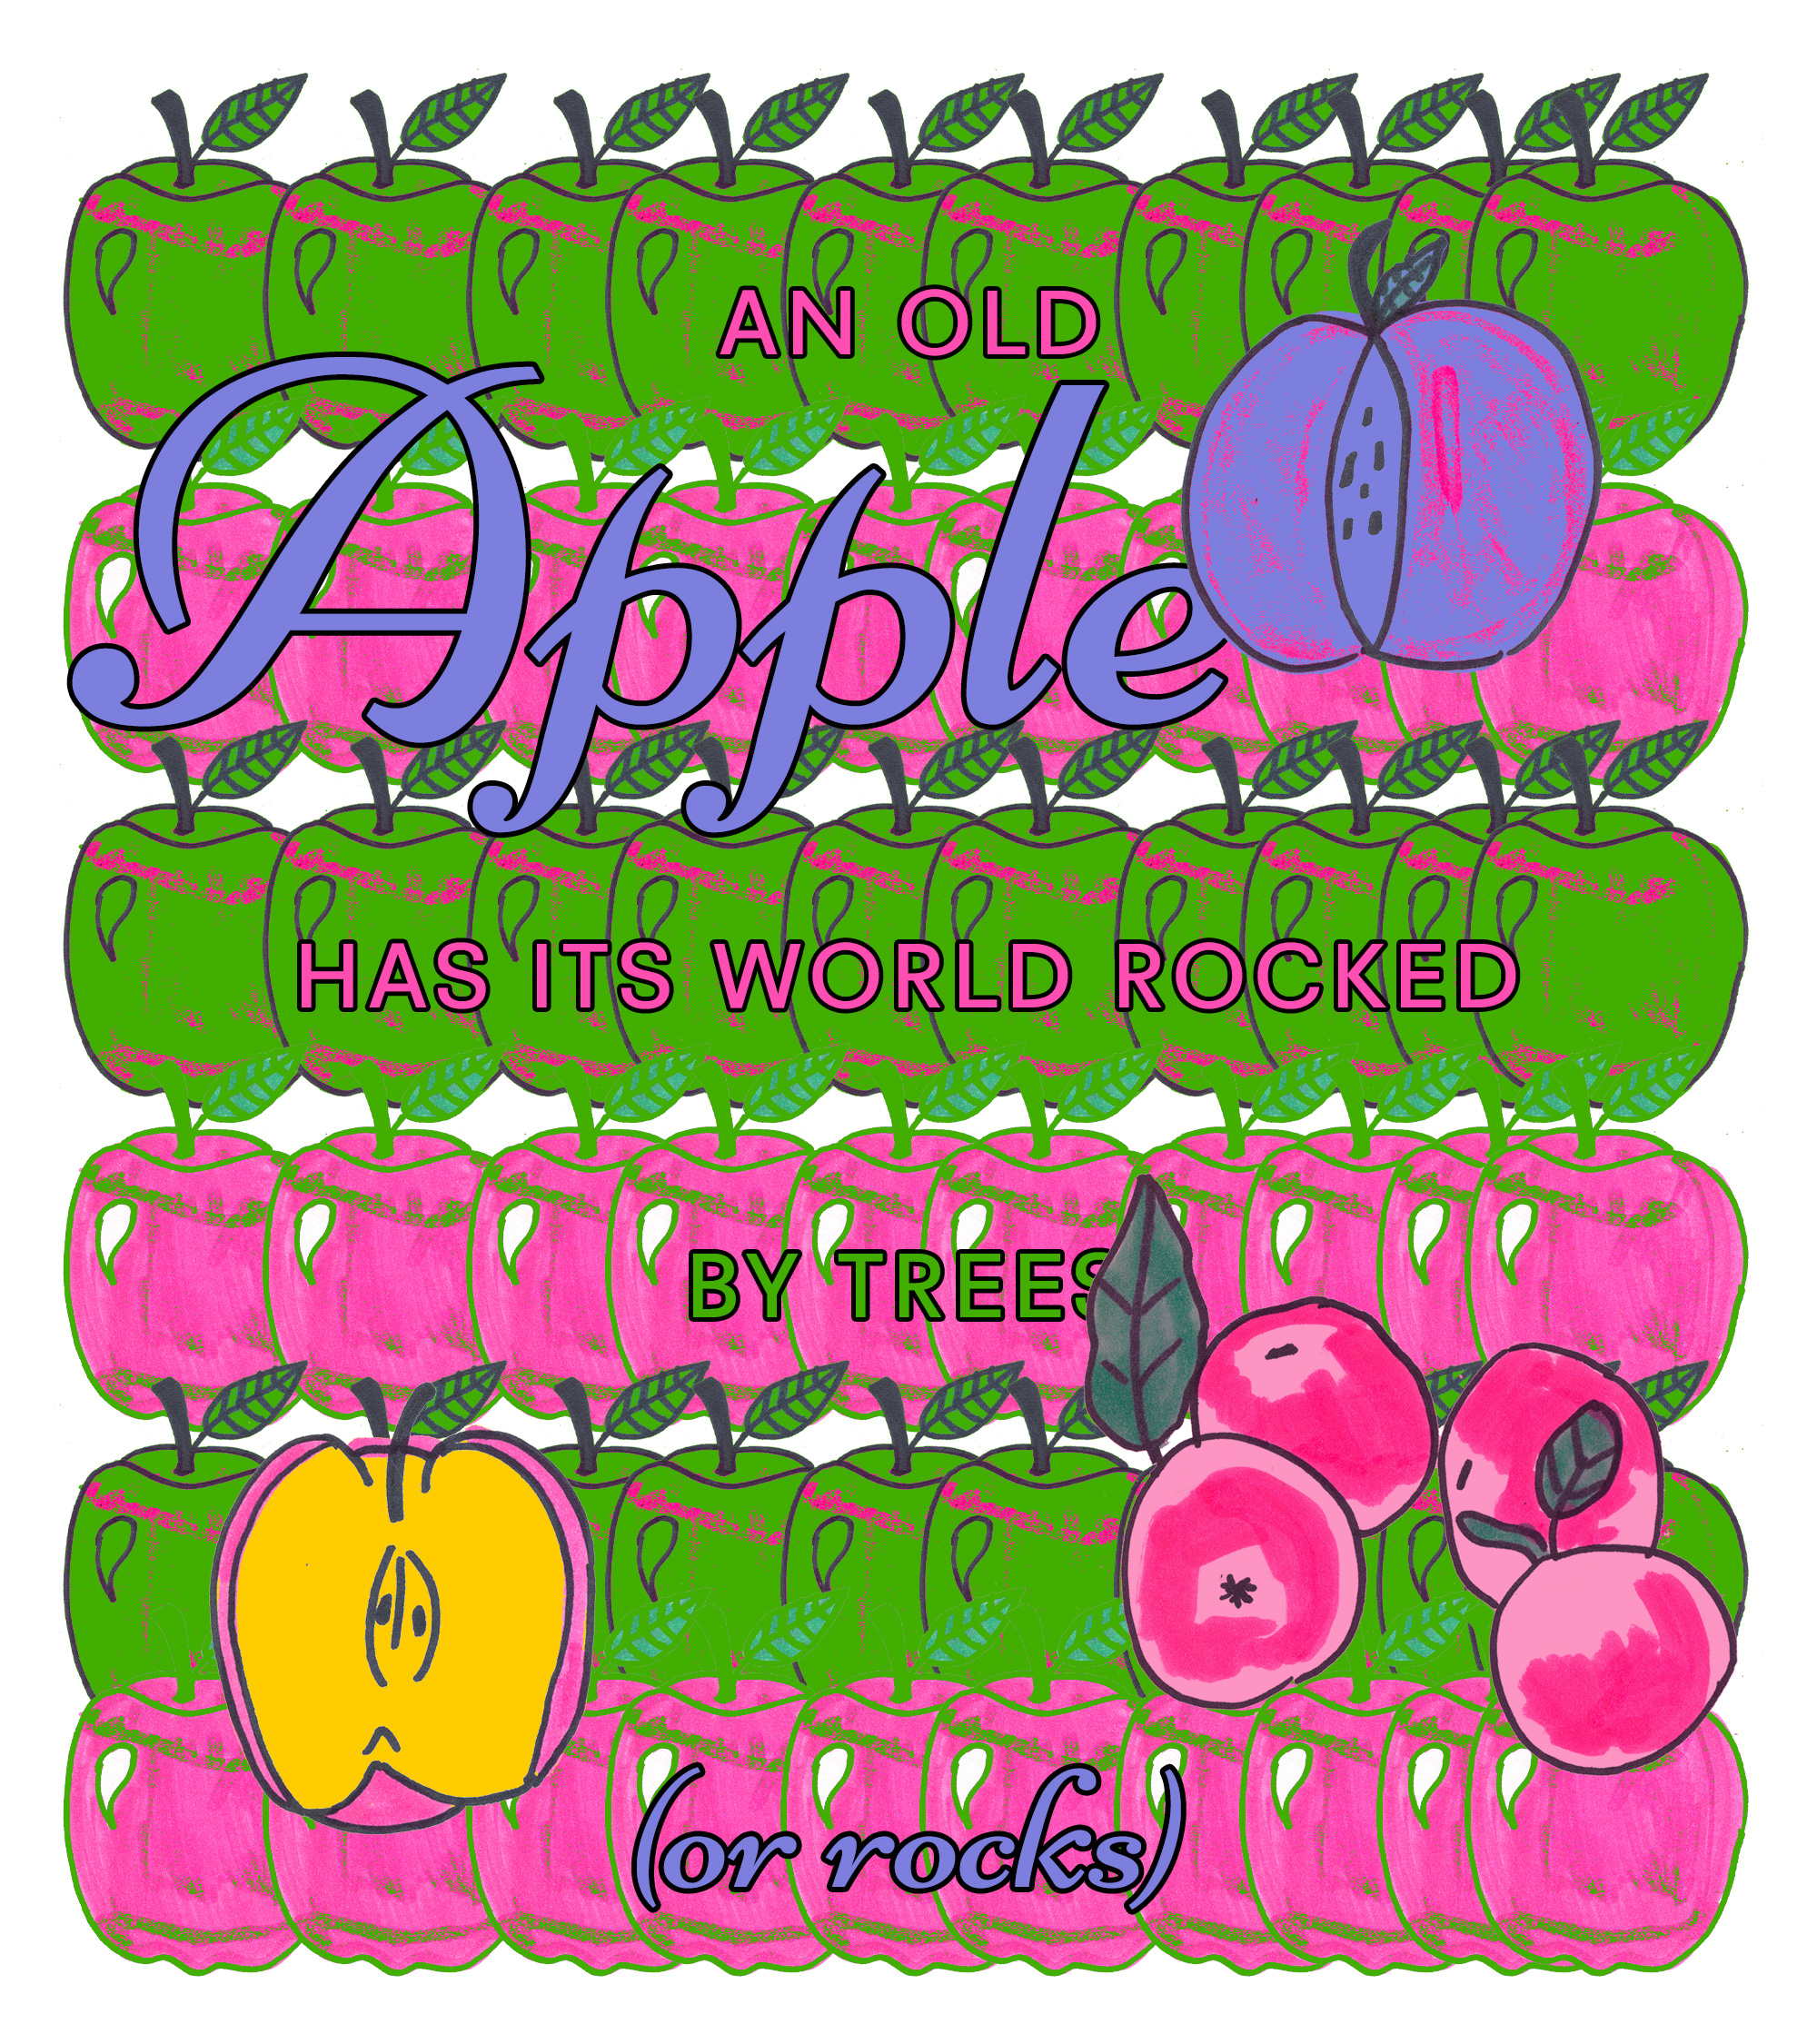 AN OLD
Apple
HAS ITS WORLD ROCKED
BY TREES
(or rocks)